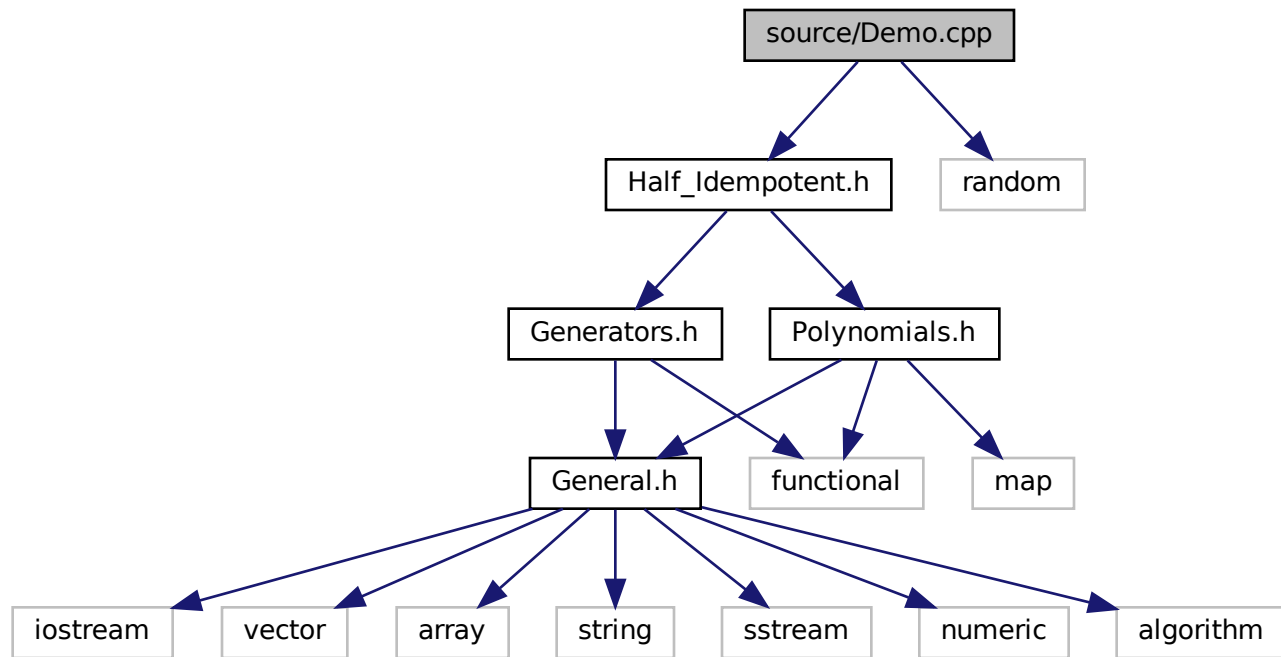 source/Demo.cpp
Half_Idempotent.h
random
Generators.h
Polynomials.h
General.h
functional
map
iostream
vector
array
string
sstream
numeric
algorithm